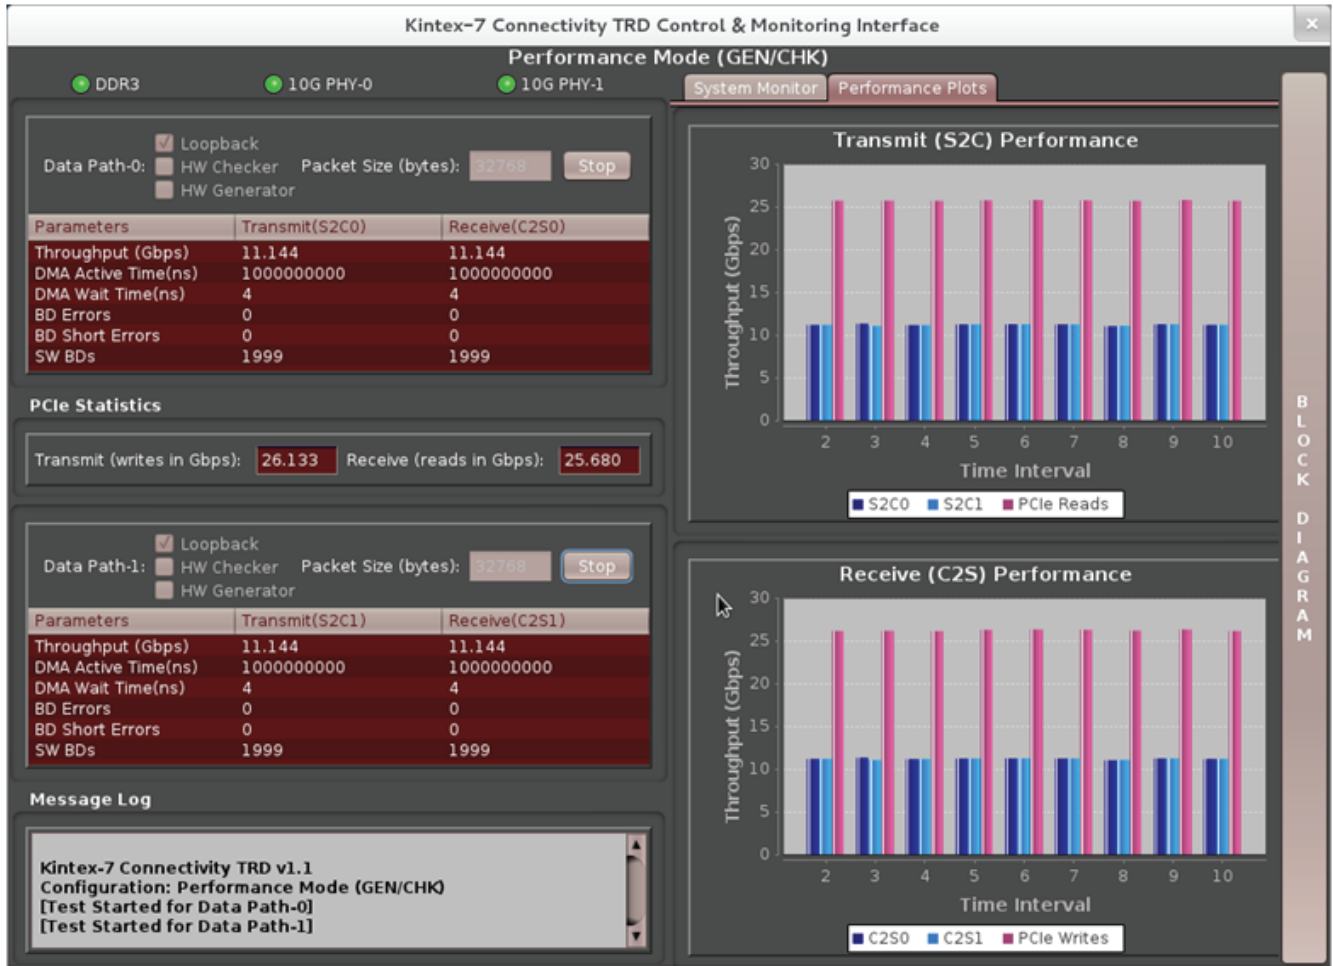 Kintex-7 Connectivity TRD Control & Monitoring Interface
Performance Mode (GEN/CHK)
DDR3 10G PHY-0 10G PHY-1
System Monitor Performance Plots
Loopback
Data Path-0: HW Checker Packet Size (bytes): 32768 Stop
HW Generator
Parameters Transmit(S2C0) Receive(C2S0)
Throughput (Gbps) 11.144 11.144
DMA Active Time(ns) 1000000000 1000000000
DMA Wait Time(ns) 4 4
BD Errors 0 0
BD Short Errors 0 0
SW BDs 1999 1999
PCIe Statistics
Transmit (writes in Gbps): 26.133 Receive (reads in Gbps): 25.680
Loopback
Data Path-1: HW Checker Packet Size (bytes): 32768 Stop
HW Generator
Parameters Transmit(S2C1) Receive(C2S1)
Throughput (Gbps) 11.144 11.144
DMA Active Time(ns) 1000000000 1000000000
DMA Wait Time(ns) 4 4
BD Errors 0 0
BD Short Errors 0 0
SW BDs 1999 1999
Message Log
Kintex-7 Connectivity TRD v1.1
Configuration: Performance Mode (GEN/CHK)
[Test Started for Data Path-0]
[Test Started for Data Path-1]
Transmit (S2C) Performance
Throughput (Gbps)
30
25
20
15
10
5
0
2 3 4 5 6 7 8 9 10
Time Interval
S2C0 S2C1 PCIe Reads
Receive (C2S) Performance
Throughput (Gbps)
30
25
20
15
10
5
0
2 3 4 5 6 7 8 9 10
Time Interval
C2S0 C2S1 PCIe Writes
BLOCK DIAGRAM